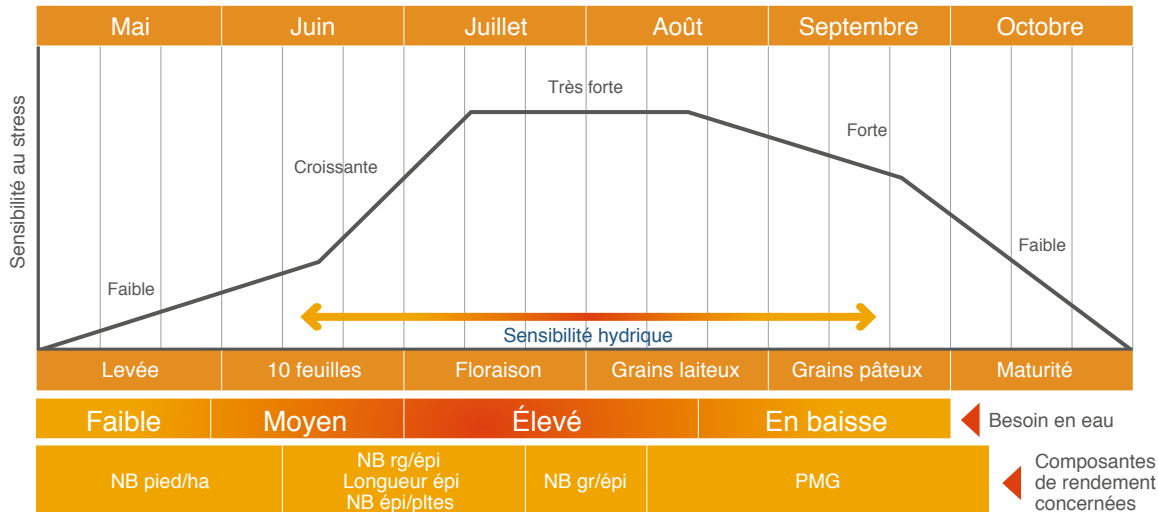 Mai
Juin
Juillet
Août
Septembre
Octobre
Sensibilité au stress
Très forte
Forte
Croissante
Faible
Faible
Sensibilité hydrique
Levée
10 feuilles
Floraison
Grains laiteux
Grains pâteux
Maturité
Faible
Moyen
Élevé
En baisse
Besoin en eau
NB pied/ha
NB rg/épi
Longueur épi
NB épi/pltes
NB gr/épi
PMG
Composantes
de rendement
concernées